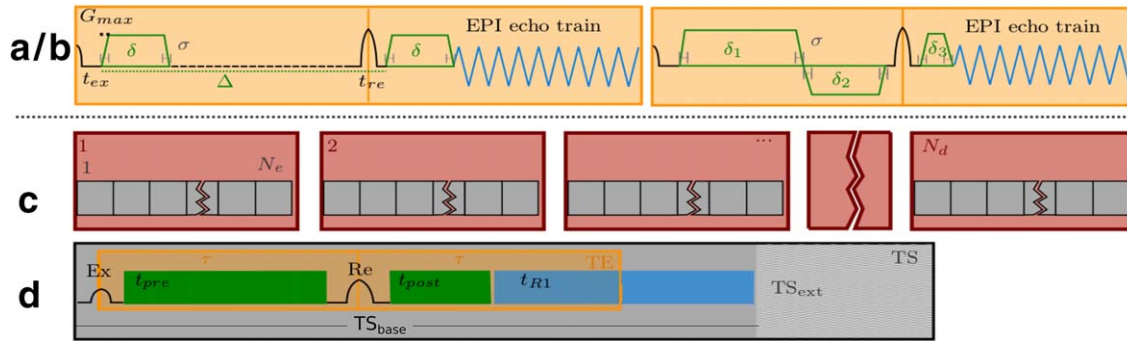 a/b
G_max
δ
σ
Δ
t_ex
t_re
δ
EPI echo train
δ_1
σ
δ_2
δ_3
EPI echo train
c
1
1
N_e
2
...
N_d
d
Ex
τ
Re
τ
TE
TS
t_pre
t_post
t_R1
TS_ext
TS_base